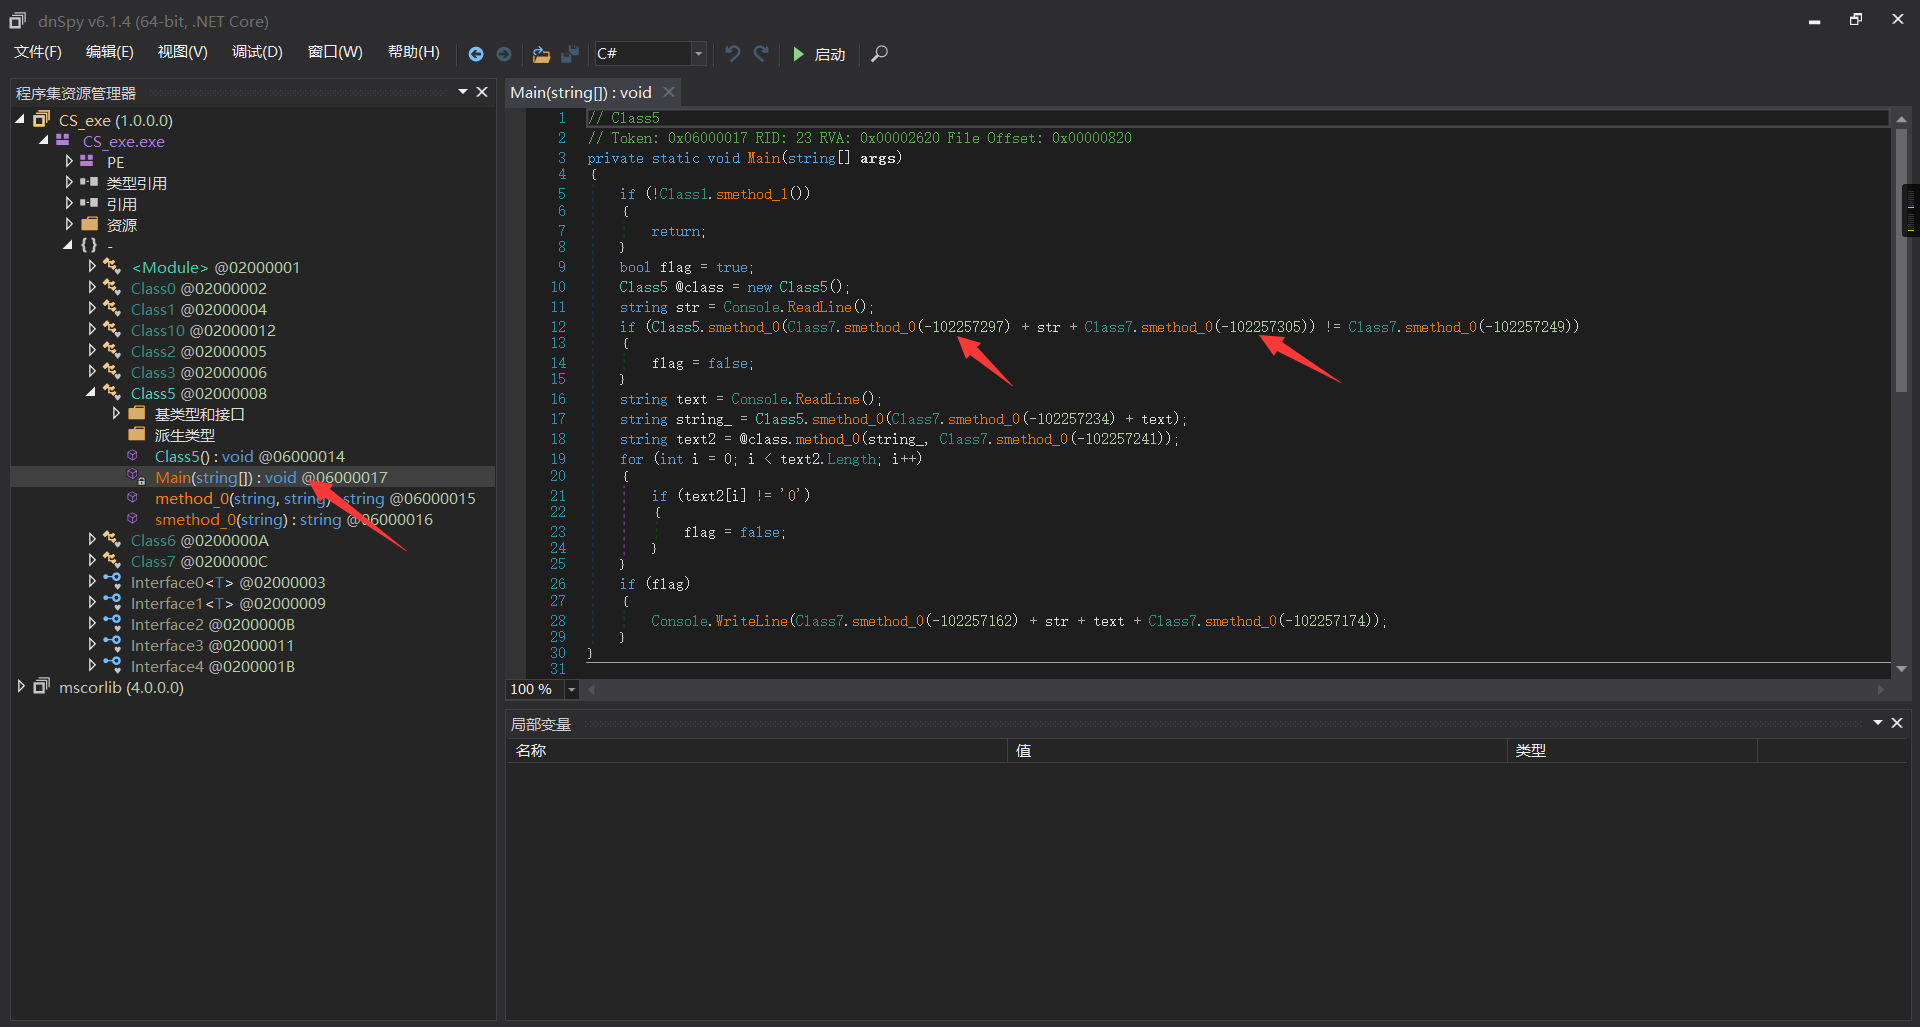 dnSpy v6.1.4 (64-bit, .NET Core)
文件(F) 编辑(E) 视图(V) 调试(D) 窗口(W) 帮助(H) C# 启动
程序集资源管理器
CS_exe (1.0.0.0)
CS_exe.exe
PE
类型引用
引用
资源
{ } -
<Module> @02000001
Class0 @02000002
Class1 @02000004
Class10 @02000012
Class2 @02000005
Class3 @02000006
Class5 @02000008
基类型和接口
派生类型
Class5() : void @06000014
Main(string[]) : void @06000017
method_0(string, string) : string @06000015
smethod_0(string) : string @06000016
Class6 @0200000A
Class7 @0200000C
Interface0<T> @02000003
Interface1<T> @02000009
Interface2 @0200000B
Interface3 @02000011
Interface4 @0200001B
mscorlib (4.0.0.0)
Main(string[]) : void
1 // Class5
2 // Token: 0x06000017 RID: 23 RVA: 0x00002620 File Offset: 0x00000820
3 private static void Main(string[] args)
4 {
5 if (!Class1.smethod_1())
6 {
7 return;
8 }
9 bool flag = true;
10 Class5 @class = new Class5();
11 string str = Console.ReadLine();
12 if (Class5.smethod_0(Class7.smethod_0(-102257297) + str + Class7.smethod_0(-102257305)) != Class7.smethod_0(-102257249))
13 {
14 flag = false;
15 }
16 string text = Console.ReadLine();
17 string string_ = Class5.smethod_0(Class7.smethod_0(-102257234) + text);
18 string text2 = @class.method_0(string_, Class7.smethod_0(-102257241));
19 for (int i = 0; i < text2.Length; i++)
20 {
21 if (text2[i] != '0')
22 {
23 flag = false;
24 }
25 }
26 if (flag)
27 {
28 Console.WriteLine(Class7.smethod_0(-102257162) + str + text + Class7.smethod_0(-102257174));
29 }
30 }
31
100 %
局部变量
名称 值 类型